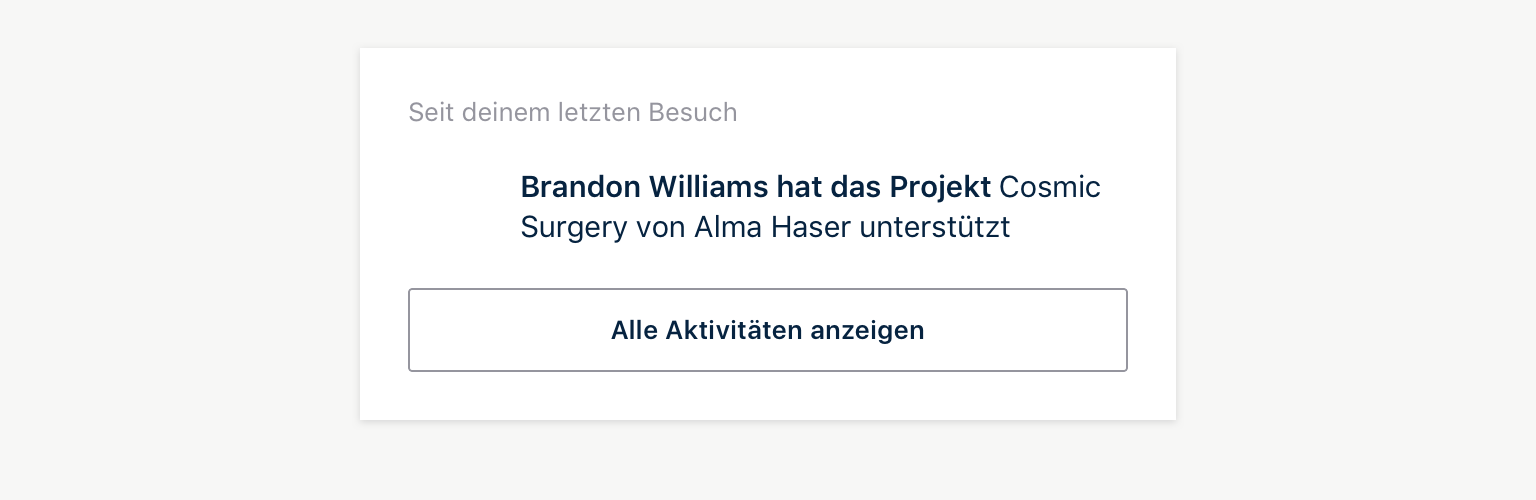 Seit deinem letzten Besuch
Brandon Williams hat das Projekt Cosmic
Surgery von Alma Haser unterstützt
Alle Aktivitäten anzeigen